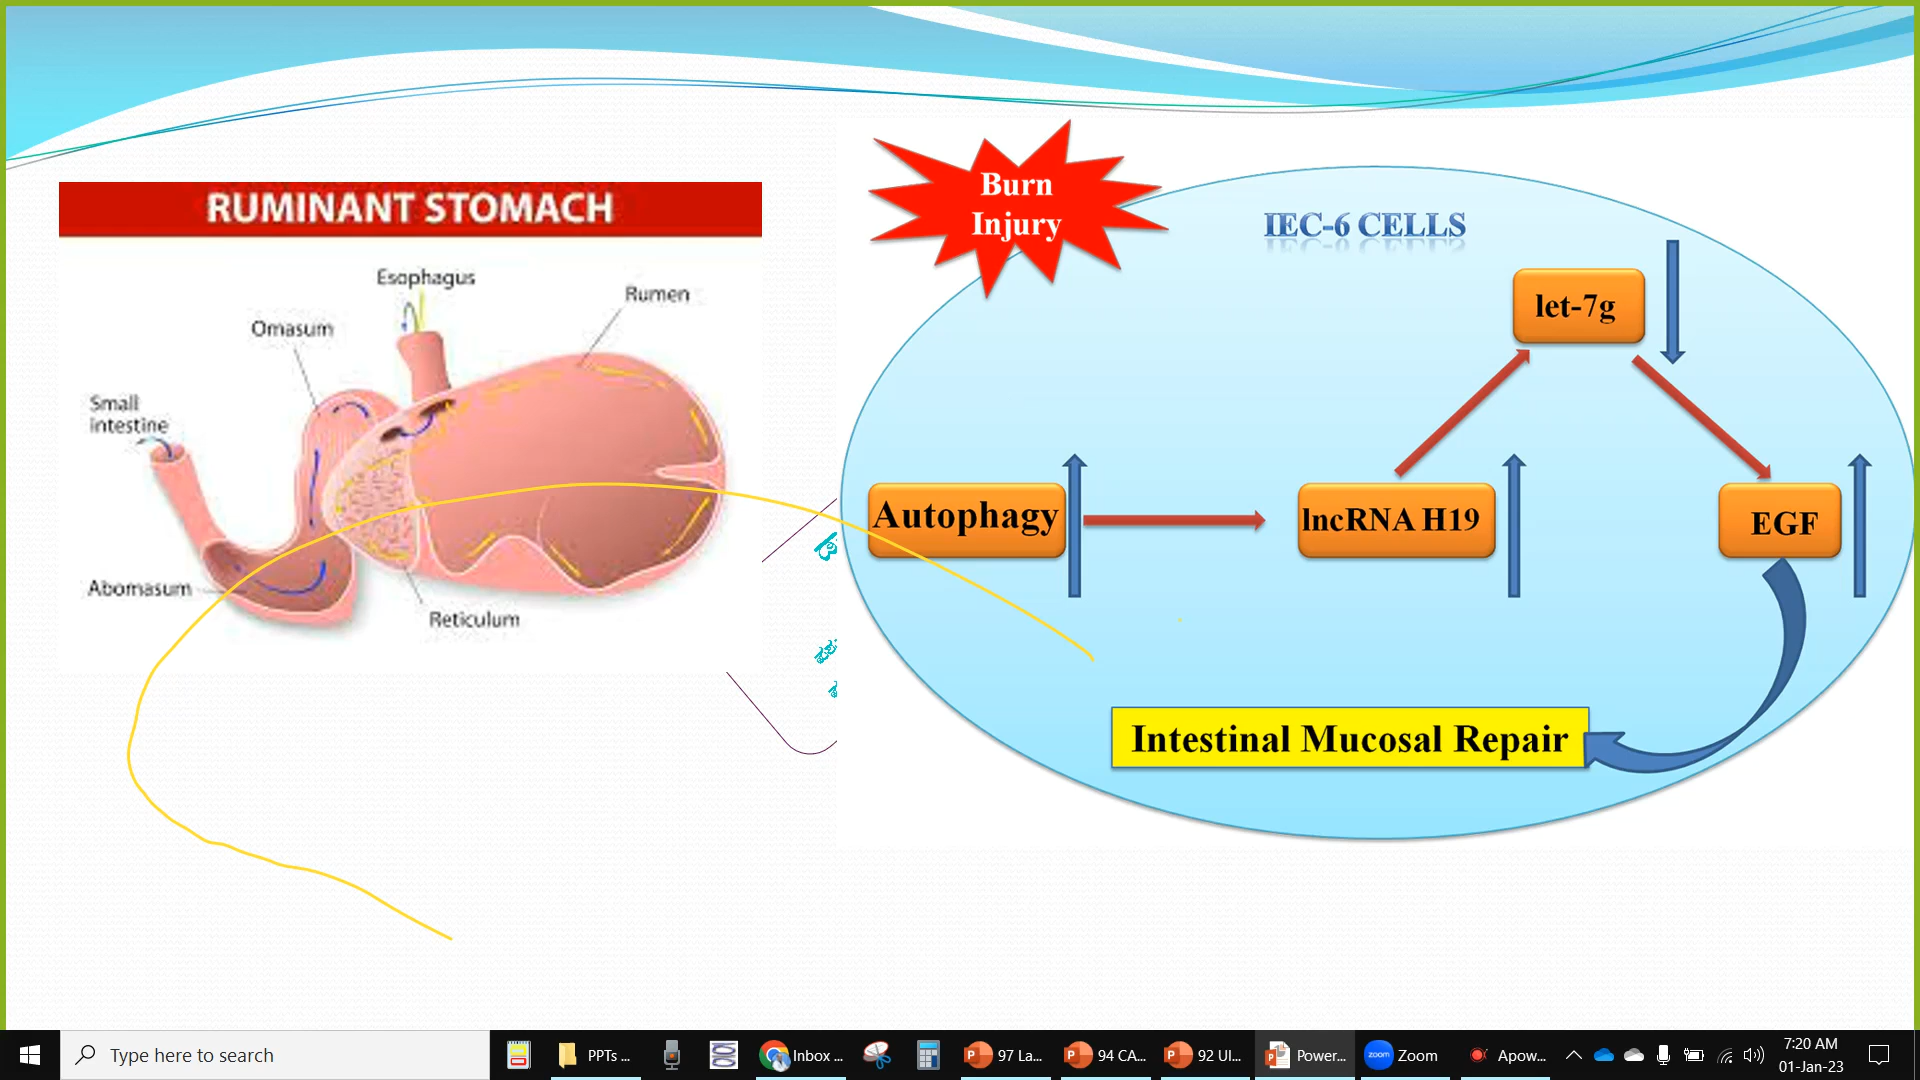 RUMINANT STOMACH
Esophagus
Rumen
Omasum
Small
intestine
Abomasum
Reticulum
Burn
Injury
IEC-6 CELLS
let-7g
Autophagy
lncRNA H19
EGF
Intestinal Mucosal Repair
Type here to search
PPTs ...
Inbox ...
97 La...
94 CA...
92 Ul...
Power...
zoom
Zoom
Apow...
7:20 AM
01-Jan-23